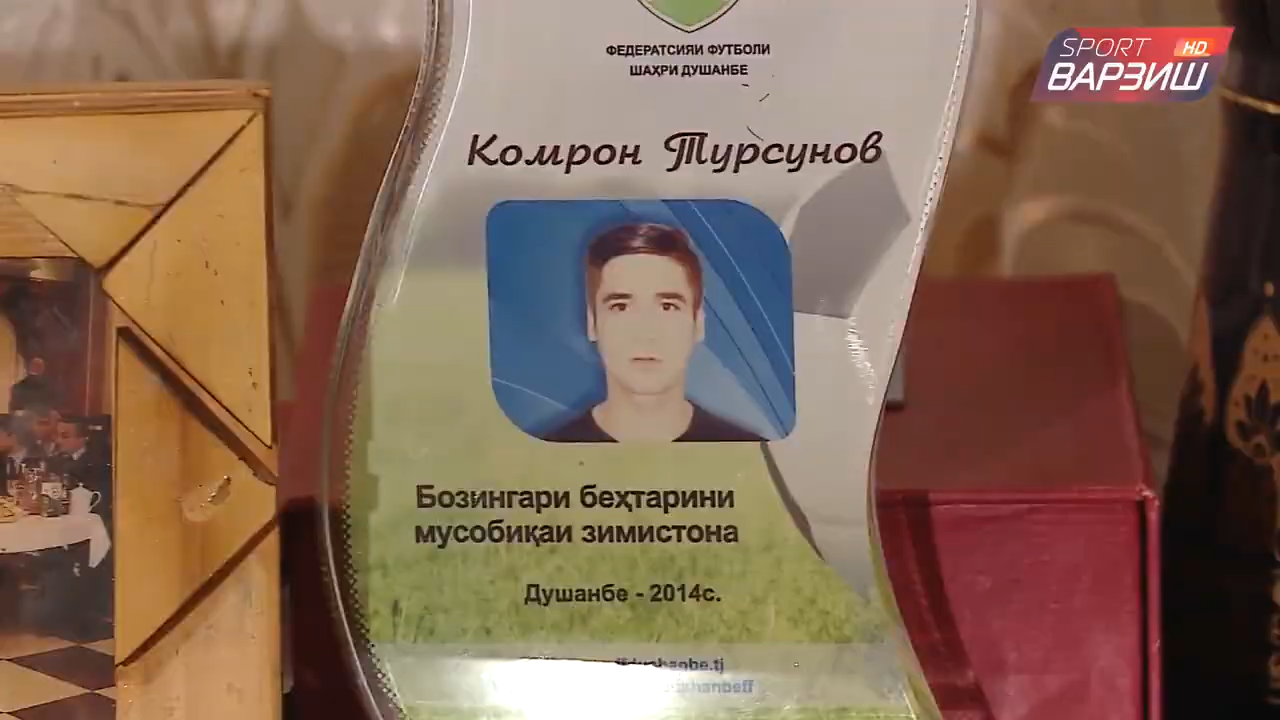 ФЕДЕРАТСИЯИ ФУТБОЛИ
ШАҲРИ ДУШАНБЕ
SPORT HD
ВАРЗИШ
Комрон Турсунов
Бозингари беҳтарини
мусобиқаи зимистона
Душанбе - 2014с.